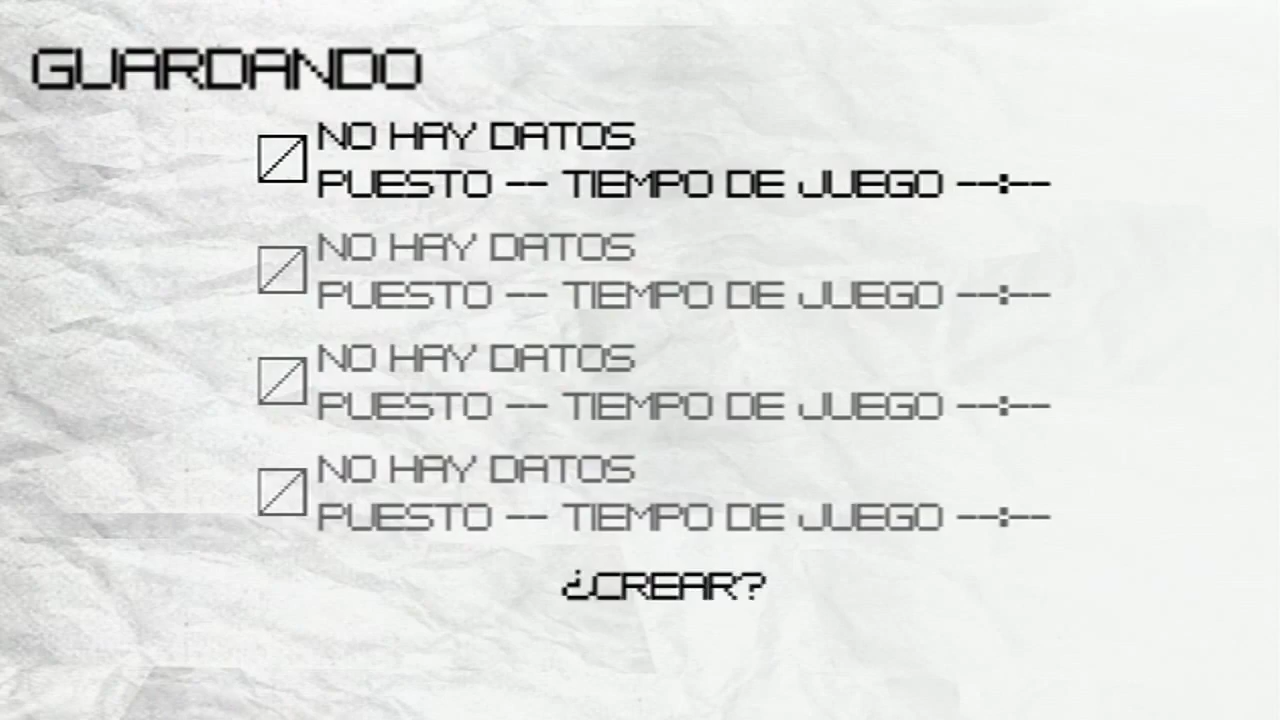 GUARDANDO
NO HAY DATOS
PUESTO -- TIEMPO DE JUEGO --:--
NO HAY DATOS
PUESTO -- TIEMPO DE JUEGO --:--
NO HAY DATOS
PUESTO -- TIEMPO DE JUEGO --:--
NO HAY DATOS
PUESTO -- TIEMPO DE JUEGO --:--
¿CREAR?